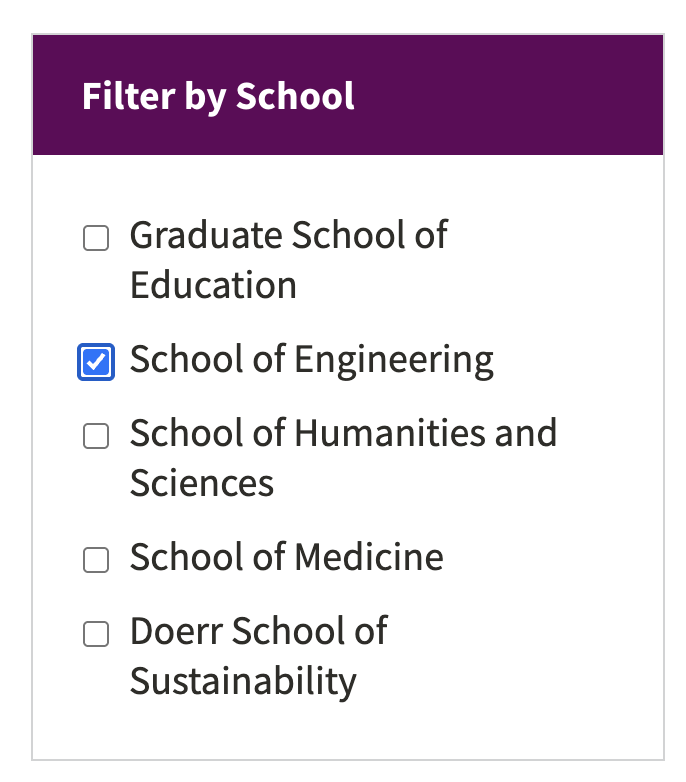 Filter by School
Graduate School of
Education
School of Engineering
School of Humanities and
Sciences
School of Medicine
Doerr School of
Sustainability